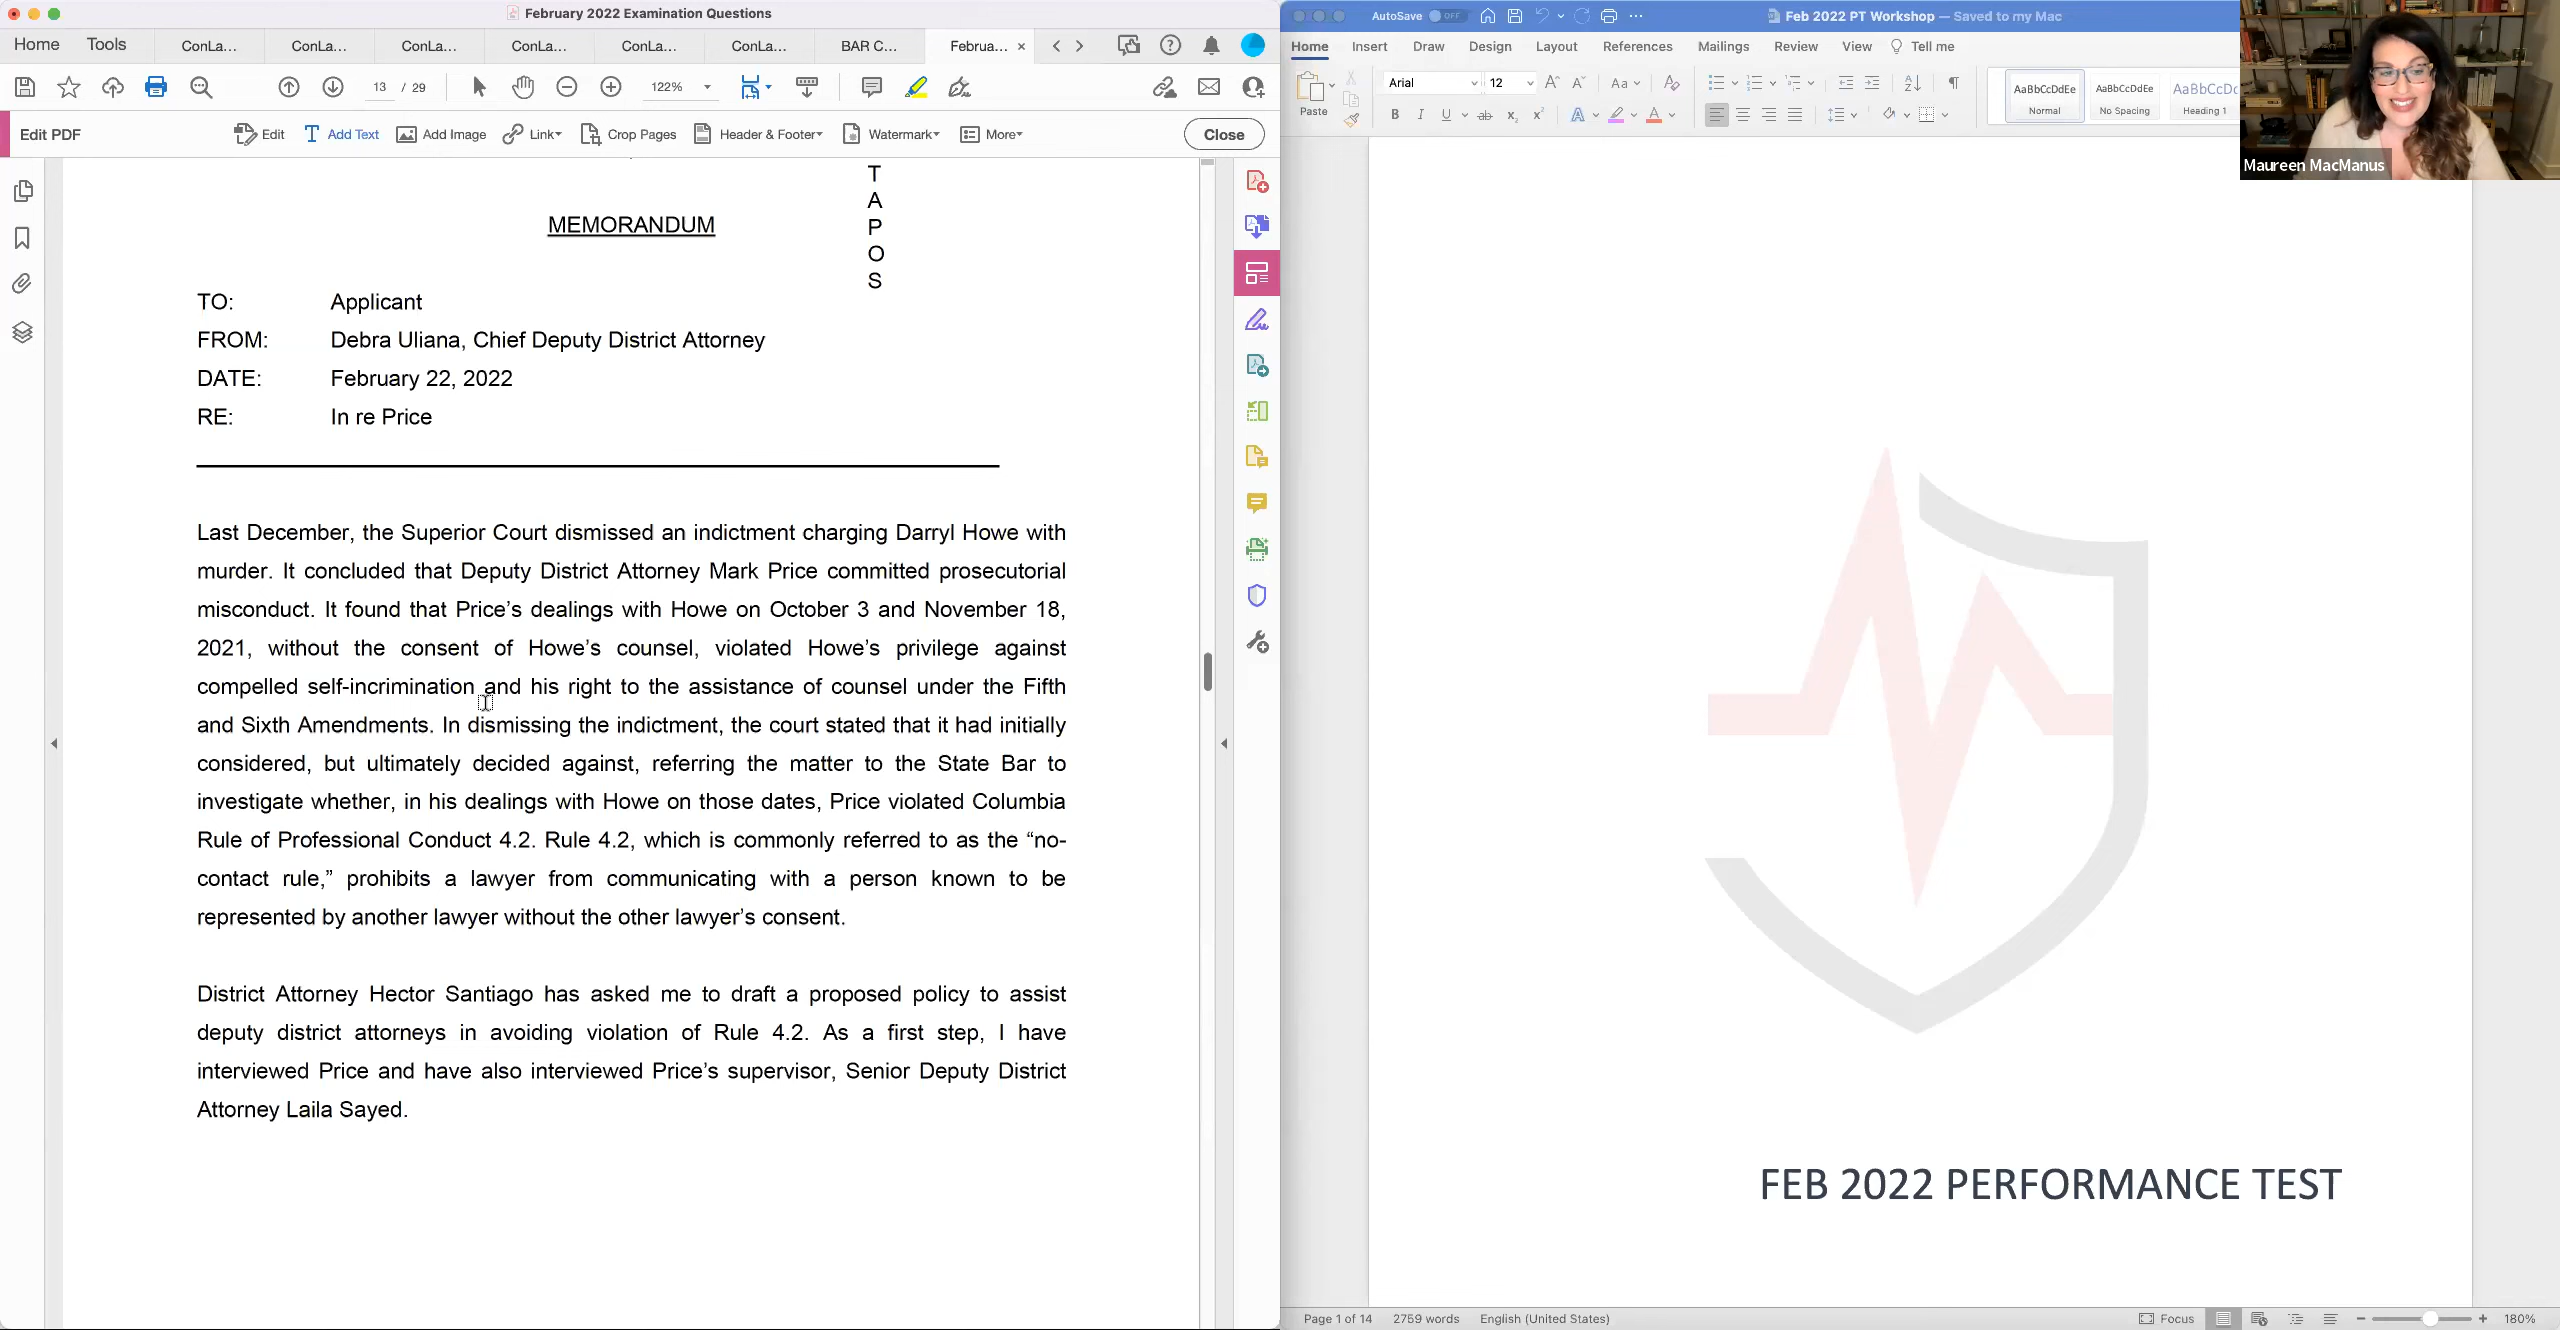 February 2022 Examination Questions
Home Tools ConLa... ConLa... ConLa... ConLa... ConLa... ConLa... BAR C... Februa... ×
13 / 29 122%
Edit PDF Edit Add Text Add Image Link Crop Pages Header & Footer Watermark More Close
T
A
P
O
S
MEMORANDUM
TO: Applicant
FROM: Debra Uliana, Chief Deputy District Attorney
DATE: February 22, 2022
RE: In re Price
Last December, the Superior Court dismissed an indictment charging Darryl Howe with
murder. It concluded that Deputy District Attorney Mark Price committed prosecutorial
misconduct. It found that Price's dealings with Howe on October 3 and November 18,
2021, without the consent of Howe's counsel, violated Howe's privilege against
compelled self-incrimination and his right to the assistance of counsel under the Fifth
and Sixth Amendments. In dismissing the indictment, the court stated that it had initially
considered, but ultimately decided against, referring the matter to the State Bar to
investigate whether, in his dealings with Howe on those dates, Price violated Columbia
Rule of Professional Conduct 4.2. Rule 4.2, which is commonly referred to as the “no-
contact rule,” prohibits a lawyer from communicating with a person known to be
represented by another lawyer without the other lawyer's consent.
District Attorney Hector Santiago has asked me to draft a proposed policy to assist
deputy district attorneys in avoiding violation of Rule 4.2. As a first step, I have
interviewed Price and have also interviewed Price's supervisor, Senior Deputy District
Attorney Laila Sayed.
AutoSave OFF Feb 2022 PT Workshop — Saved to my Mac
Home Insert Draw Design Layout References Mailings Review View Tell me
Paste Arial 12 Aa
B I U ab x₂ x² A A
AaBbCcDdEe AaBbCcDdEe AaBbCcDc
Normal No Spacing Heading 1
Maureen MacManus
FEB 2022 PERFORMANCE TEST
Page 1 of 14 2759 words English (United States) Focus 180%